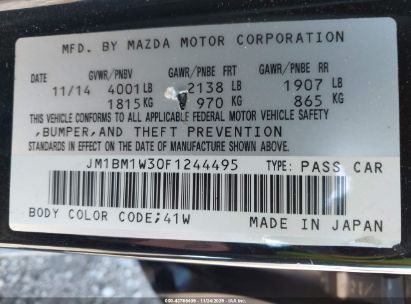 MFD. BY MAZDA MOTOR CORPORATION
DATE GVWR/PNBV GAWR/PNBE FRT GAWR/PNBE RR
11/14 4001 LB 2138 LB 1907 LB
1815 KG 970 KG 865 KG
THIS VEHICLE CONFORMS TO ALL APPLICABLE FEDERAL MOTOR VEHICLE SAFETY
,BUMPER,AND THEFT PREVENTION
STANDARDS IN EFFECT ON THE DATE OF MANUFACTURE SHOWN ABOVE.
JM1BM1W30F1244495 TYPE: PASS CAR
BODY COLOR CODE;41W MADE IN JAPAN